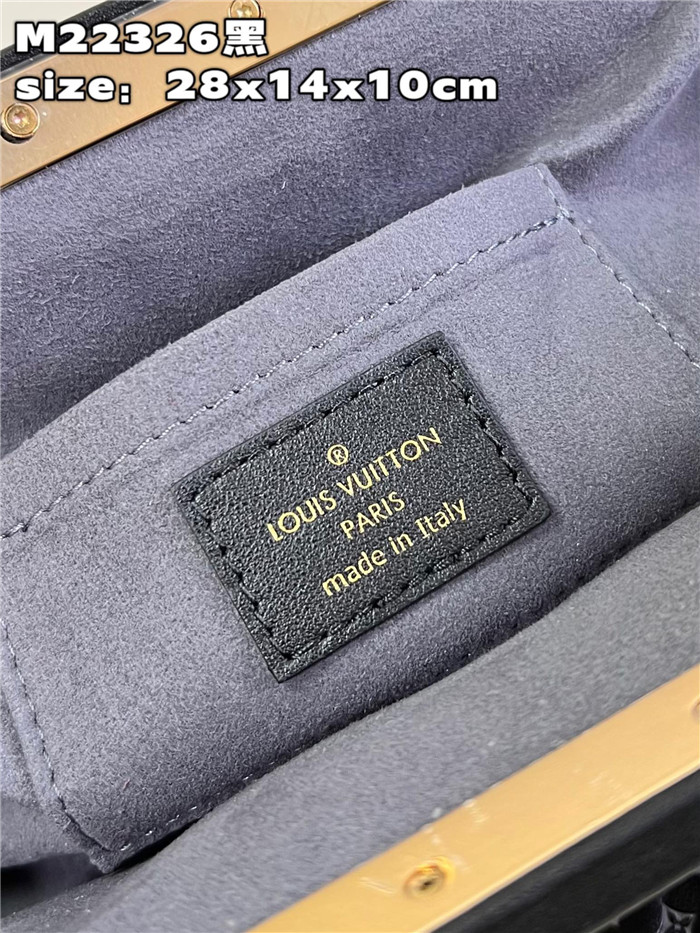 M22326黑
size：28x14x10cm
®
LOUIS VUITTON
PARIS
made in Italy